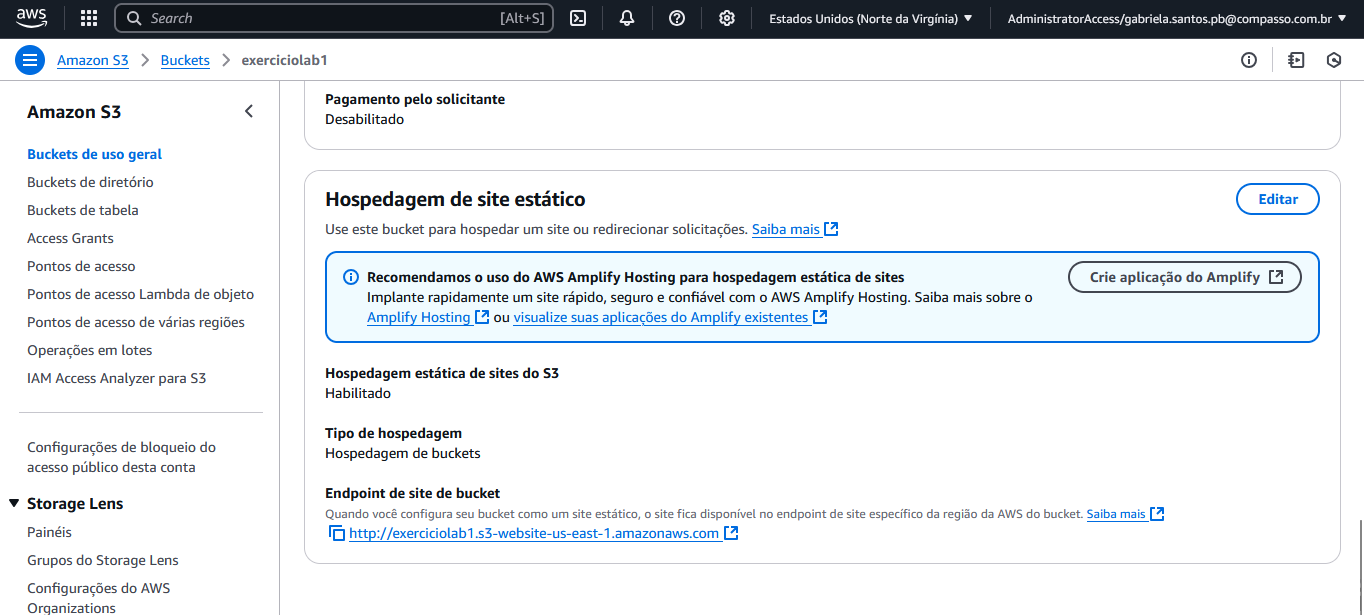 aws
Search [Alt+S]
Estados Unidos (Norte da Virgínia)
AdministratorAccess/gabriela.santos.pb@compasso.com.br
Amazon S3 > Buckets > exerciciolab1
Amazon S3
Buckets de uso geral
Buckets de diretório
Buckets de tabela
Access Grants
Pontos de acesso
Pontos de acesso Lambda de objeto
Pontos de acesso de várias regiões
Operações em lotes
IAM Access Analyzer para S3
Configurações de bloqueio do
acesso público desta conta
Storage Lens
Painéis
Grupos do Storage Lens
Configurações do AWS
Organizations
Pagamento pelo solicitante
Desabilitado
Hospedagem de site estático
Editar
Use este bucket para hospedar um site ou redirecionar solicitações. Saiba mais
Recomendamos o uso do AWS Amplify Hosting para hospedagem estática de sites
Implante rapidamente um site rápido, seguro e confiável com o AWS Amplify Hosting. Saiba mais sobre o
Amplify Hosting ou visualize suas aplicações do Amplify existentes
Crie aplicação do Amplify
Hospedagem estática de sites do S3
Habilitado
Tipo de hospedagem
Hospedagem de buckets
Endpoint de site de bucket
Quando você configura seu bucket como um site estático, o site fica disponível no endpoint de site específico da região da AWS do bucket. Saiba mais
http://exerciciolab1.s3-website-us-east-1.amazonaws.com